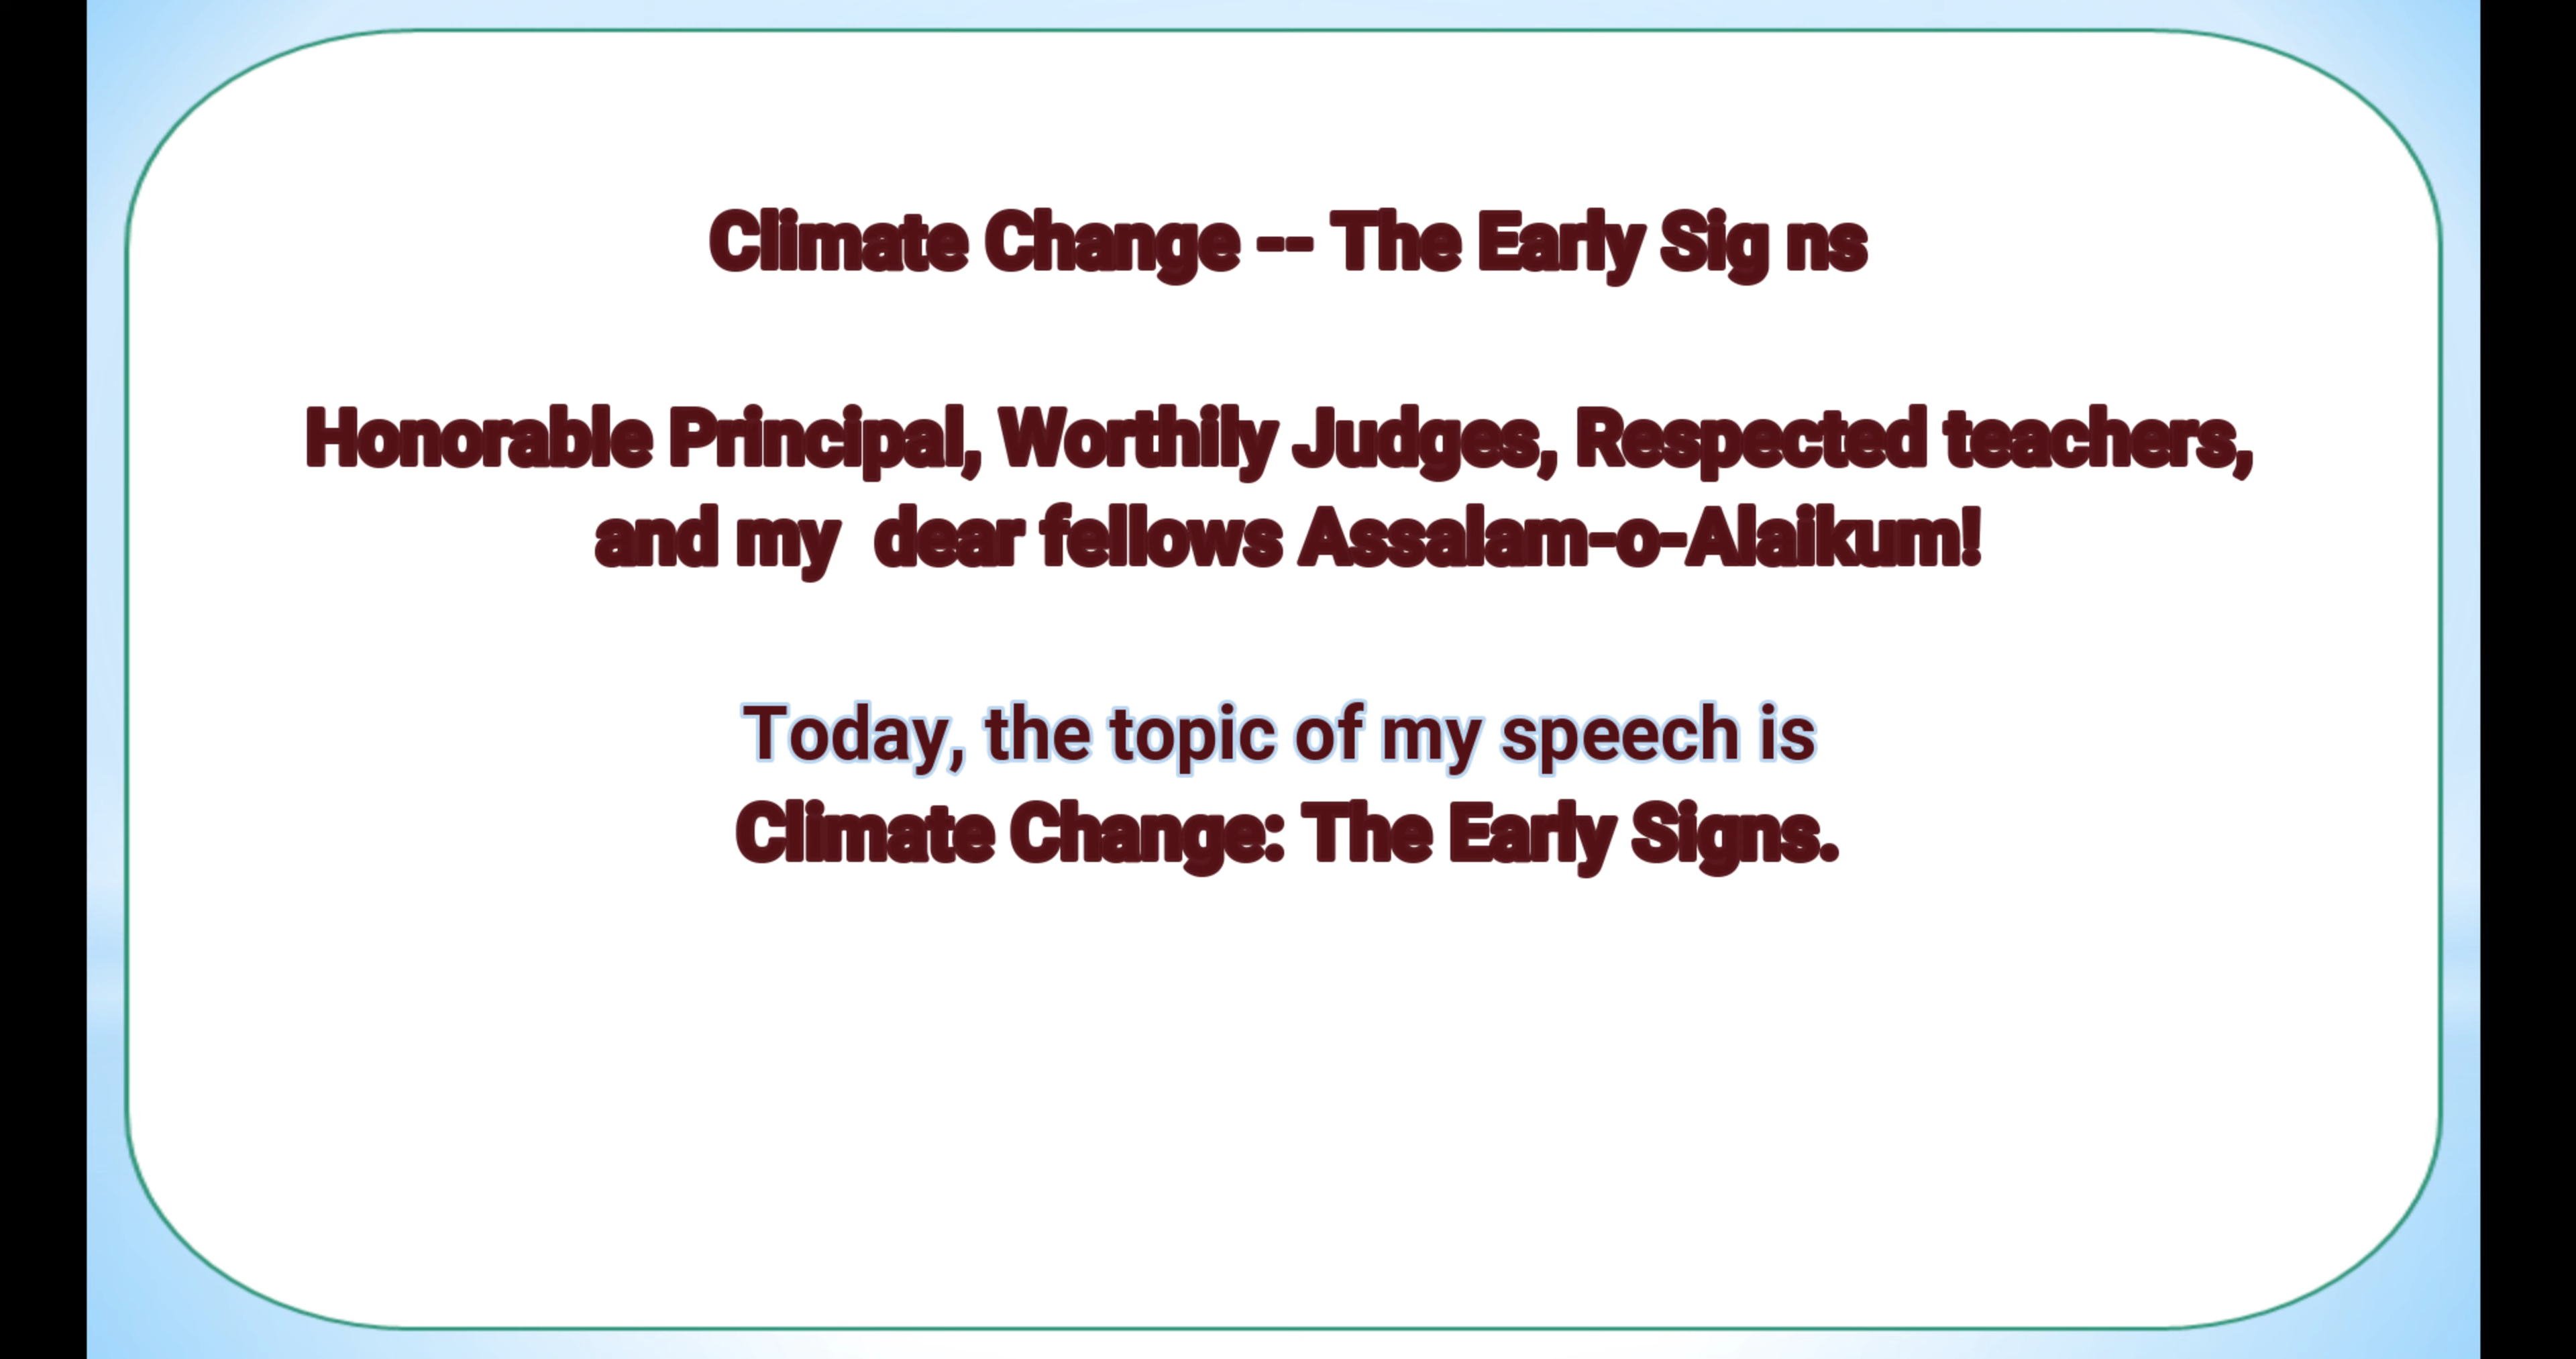 Climate Change -- The Early Sig ns
Honorable Principal, Worthily Judges, Respected teachers,
and my  dear fellows Assalam-o-Alaikum!
Today, the topic of my speech is
Climate Change: The Early Signs.